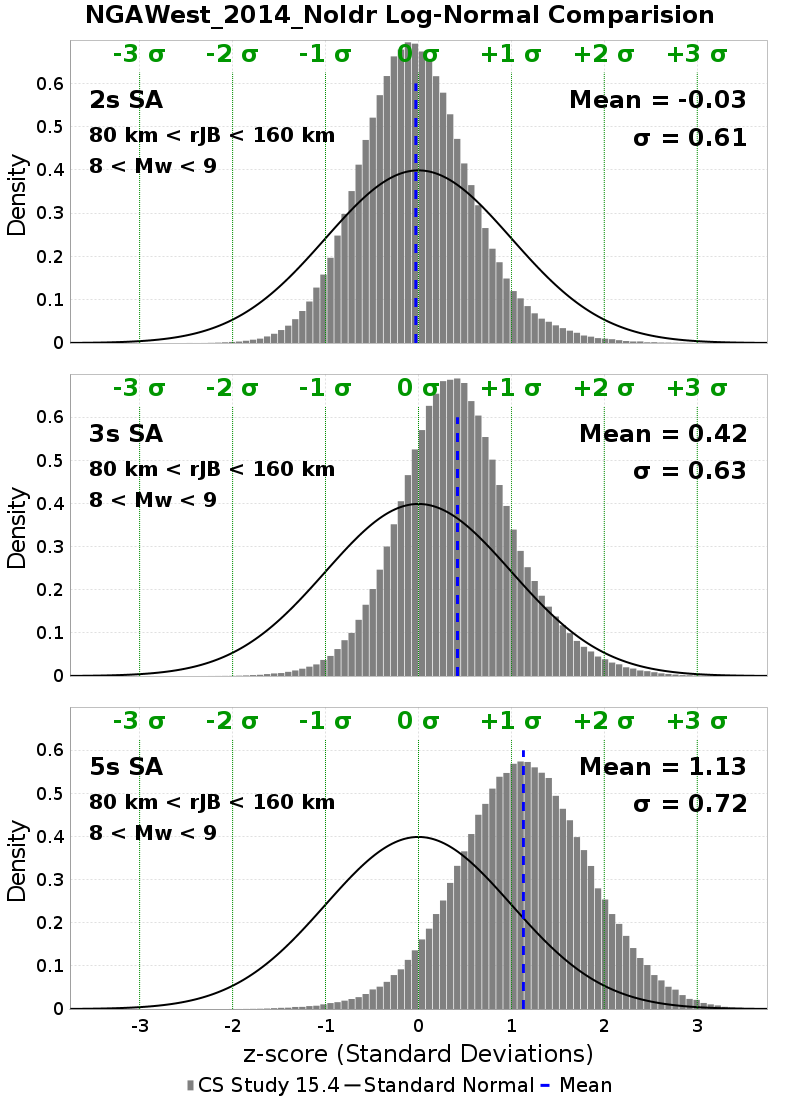 NGAWest_2014_NoIdr Log-Normal Comparision
-3 σ -2 σ -1 σ 0 σ +1 σ +2 σ +3 σ
0.6
2s SA Mean = -0.03
0.5
80 km < rJB < 160 km σ = 0.61
0.4
8 < Mw < 9
0.3
0.2
0.1
0
Density
-3 σ -2 σ -1 σ 0 σ +1 σ +2 σ +3 σ
0.6
3s SA Mean = 0.42
0.5
80 km < rJB < 160 km σ = 0.63
0.4
8 < Mw < 9
0.3
0.2
0.1
0
Density
-3 σ -2 σ -1 σ 0 σ +1 σ +2 σ +3 σ
0.6
5s SA Mean = 1.13
0.5
80 km < rJB < 160 km σ = 0.72
0.4
8 < Mw < 9
0.3
0.2
0.1
0
Density
-3 -2 -1 0 1 2 3
z-score (Standard Deviations)
CS Study 15.4 Standard Normal Mean